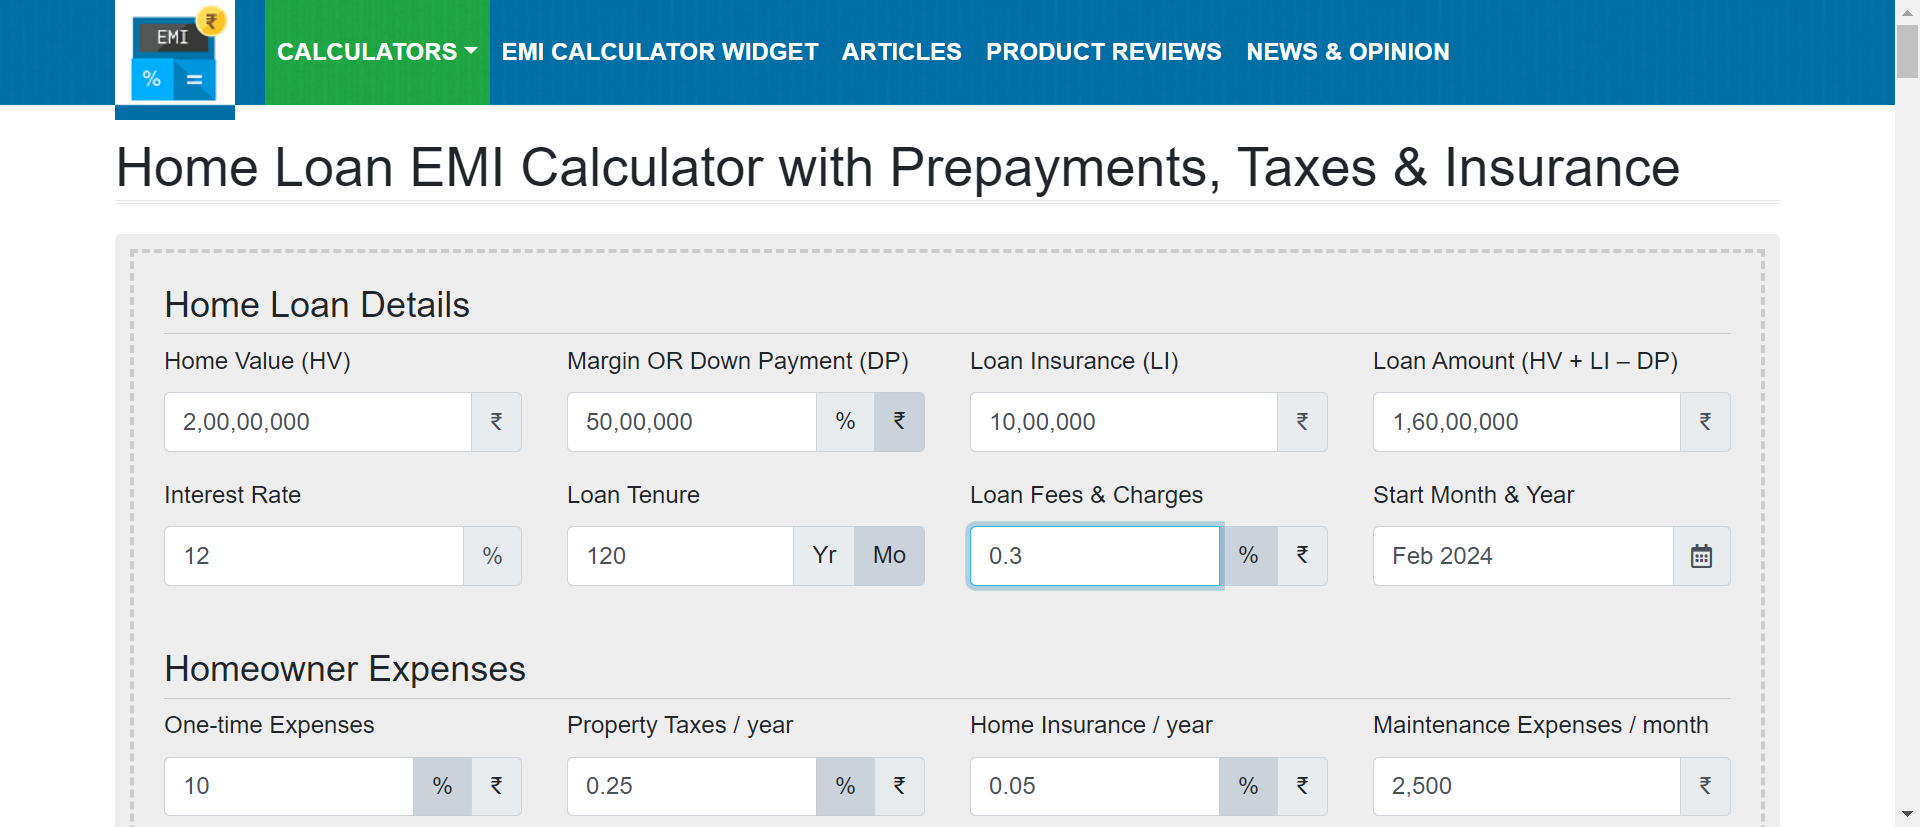 EMI ₹
% =
CALCULATORS EMI CALCULATOR WIDGET ARTICLES PRODUCT REVIEWS NEWS & OPINION
Home Loan EMI Calculator with Prepayments, Taxes & Insurance
Home Loan Details
Home Value (HV) Margin OR Down Payment (DP) Loan Insurance (LI) Loan Amount (HV + LI – DP)
2,00,00,000 ₹ 50,00,000 % ₹ 10,00,000 ₹ 1,60,00,000 ₹
Interest Rate Loan Tenure Loan Fees & Charges Start Month & Year
12 % 120 Yr Mo 0.3 % ₹ Feb 2024
Homeowner Expenses
One-time Expenses Property Taxes / year Home Insurance / year Maintenance Expenses / month
10 % ₹ 0.25 % ₹ 0.05 % ₹ 2,500 ₹